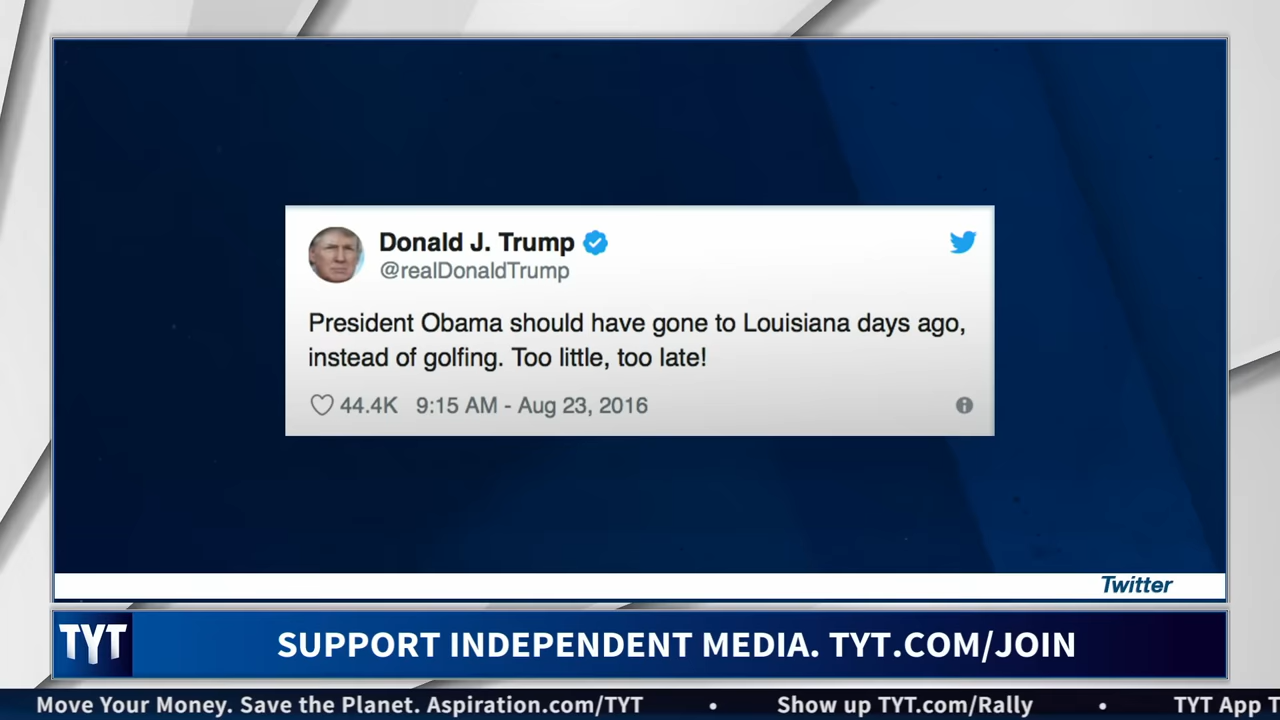 Donald J. Trump
@realDonaldTrump
President Obama should have gone to Louisiana days ago,
instead of golfing. Too little, too late!
44.4K 9:15 AM - Aug 23, 2016
Twitter
TYT SUPPORT INDEPENDENT MEDIA. TYT.COM/JOIN
Move Your Money. Save the Planet. Aspiration.com/TYT • Show up TYT.com/Rally • TYT App T